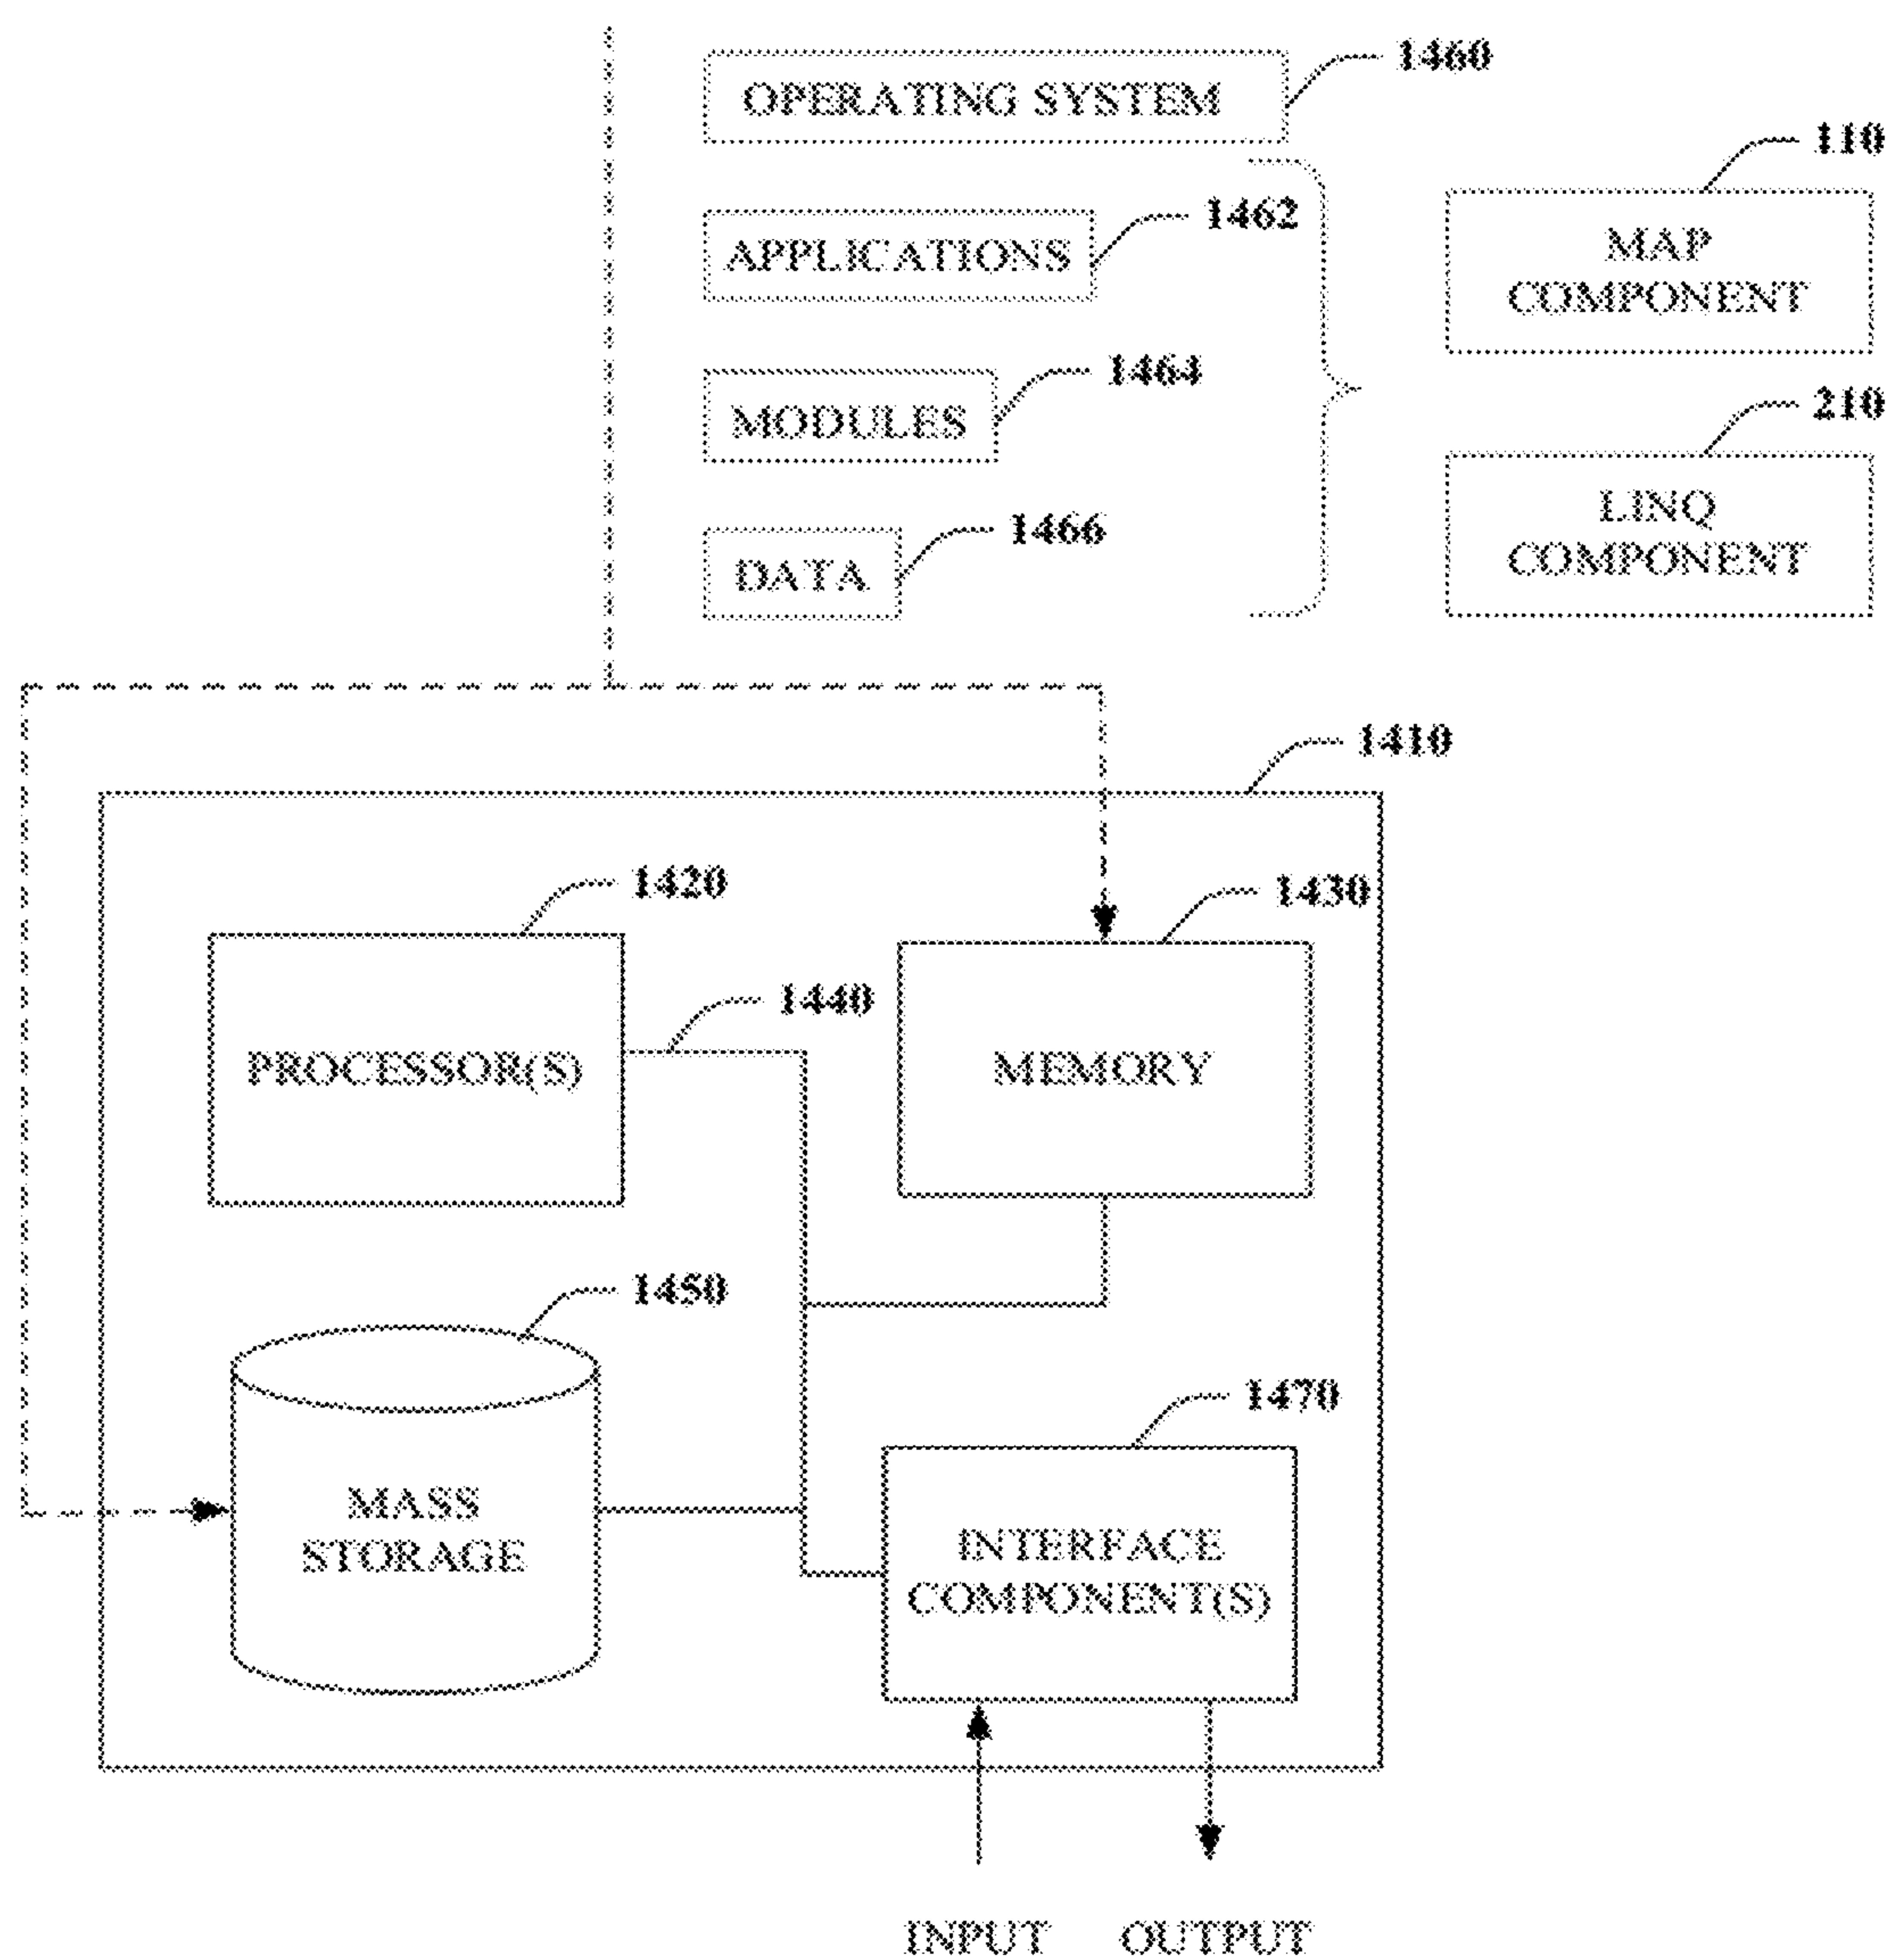 1460
OPERATING SYSTEM
110
1462
APPLICATIONS
MAP
COMPONENT
1464
MODULES
210
LINQ
COMPONENT
1466
DATA
1410
1420
1430
1440
PROCESSOR(S)
MEMORY
1450
1470
MASS
STORAGE
INTERFACE
COMPONENT(S)
INPUT
OUTPUT